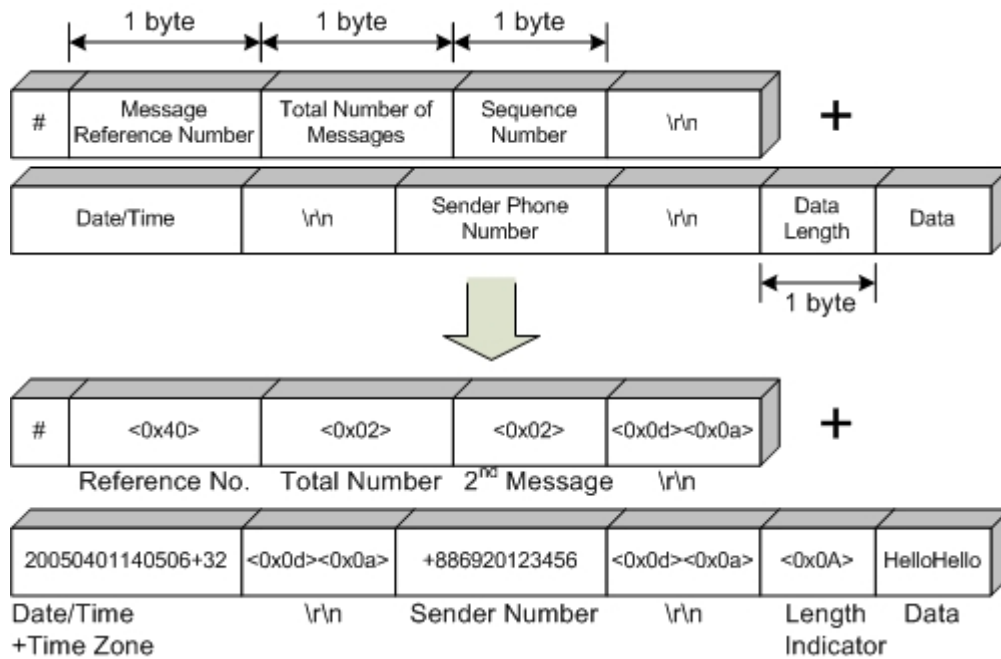 1 byte 1 byte 1 byte
# Message Reference Number Total Number of Messages Sequence Number \r\n +
Date/Time \r\n Sender Phone Number \r\n Data Length Data
1 byte
# <0x40> <0x02> <0x02> <0x0d><0x0a> +
Reference No. Total Number 2nd Message \r\n
20050401140506+32 <0x0d><0x0a> +886920123456 <0x0d><0x0a> <0x0A> HelloHello
Date/Time +Time Zone \r\n Sender Number \r\n Length Indicator Data